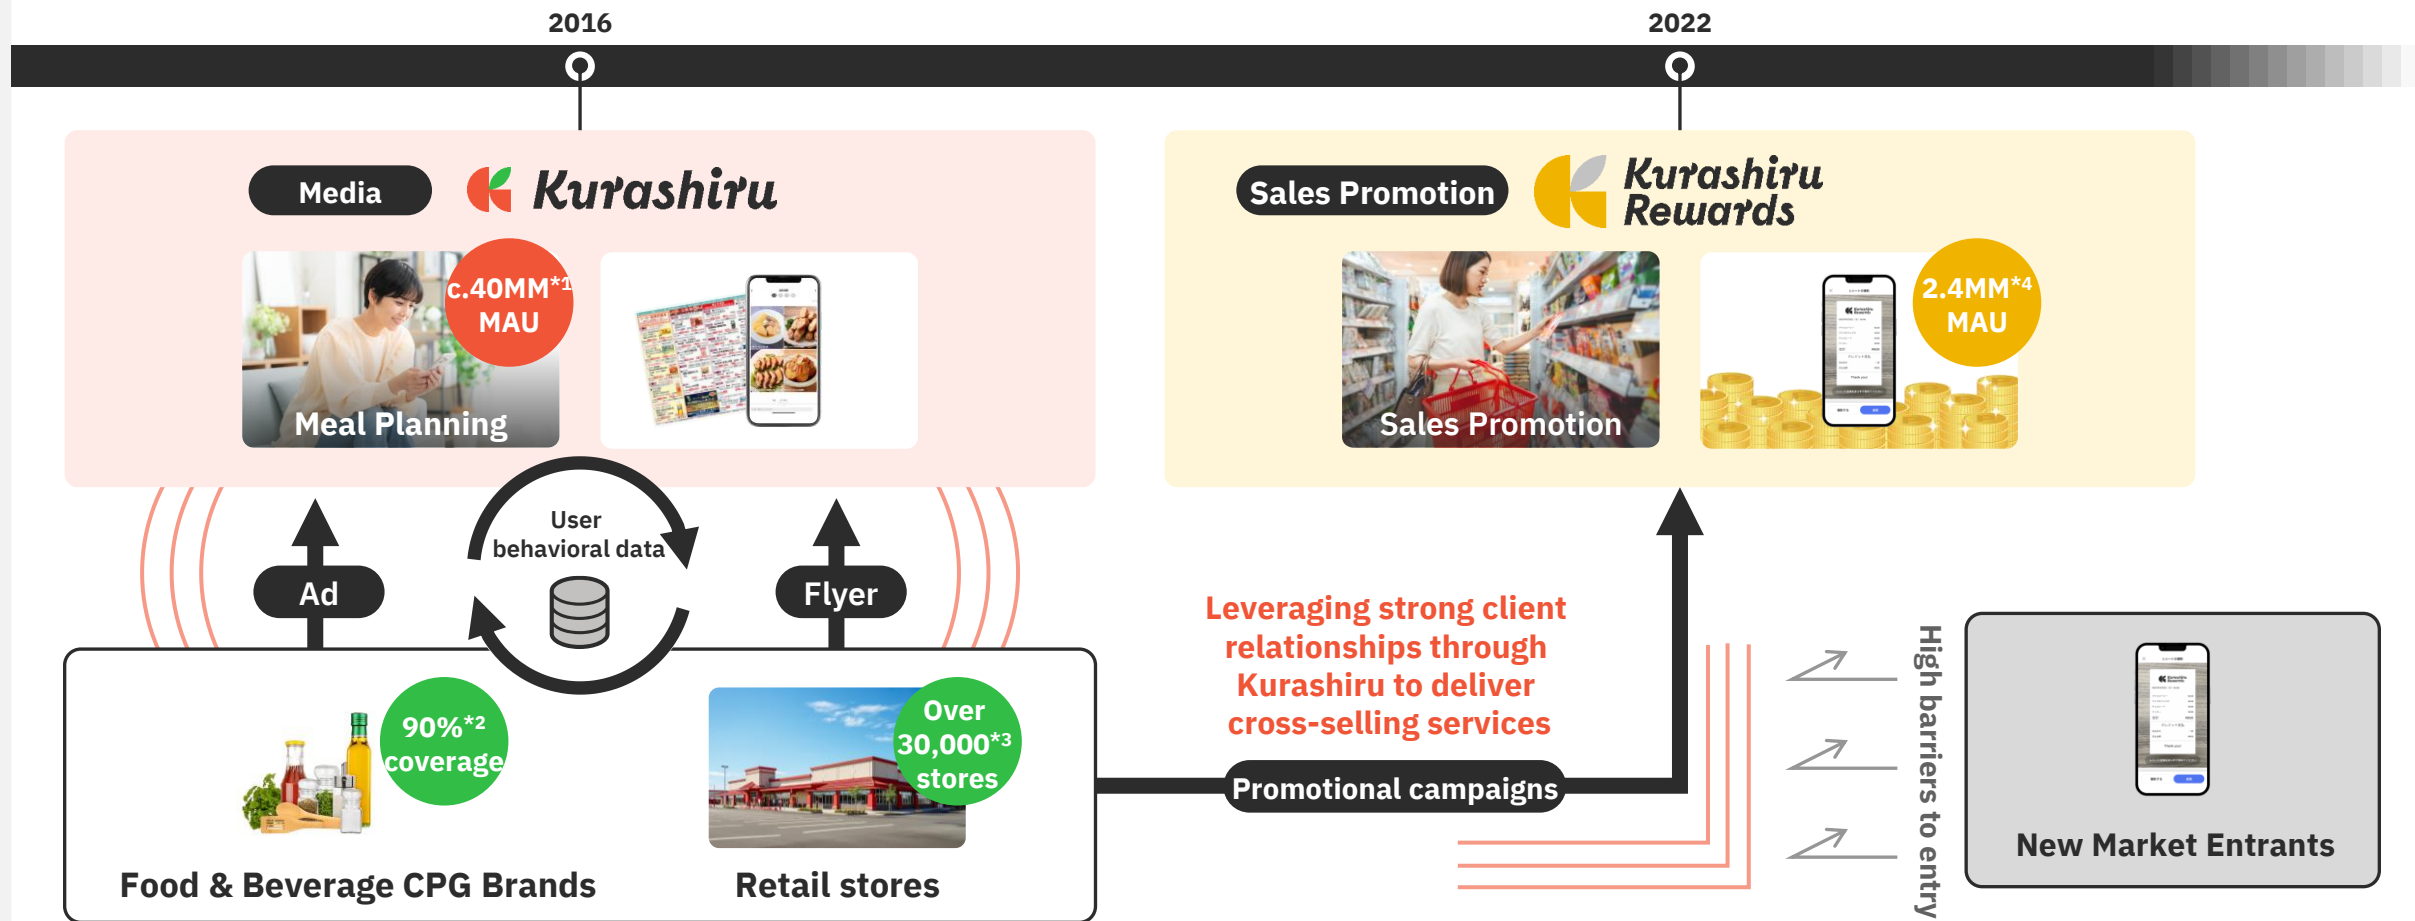 2016
2022
Media
Kurashiru
c.40MM*1
MAU
Meal Planning
Sales Promotion
Kurashiru
Rewards
2.4MM*4
MAU
Sales Promotion
User
behavioral data
Ad
Flyer
90%*2
coverage
Food & Beverage CPG Brands
Over
30,000*3
stores
Retail stores
Leveraging strong client
relationships through
Kurashiru to deliver
cross-selling services
Promotional campaigns
High barriers to entry
New Market Entrants